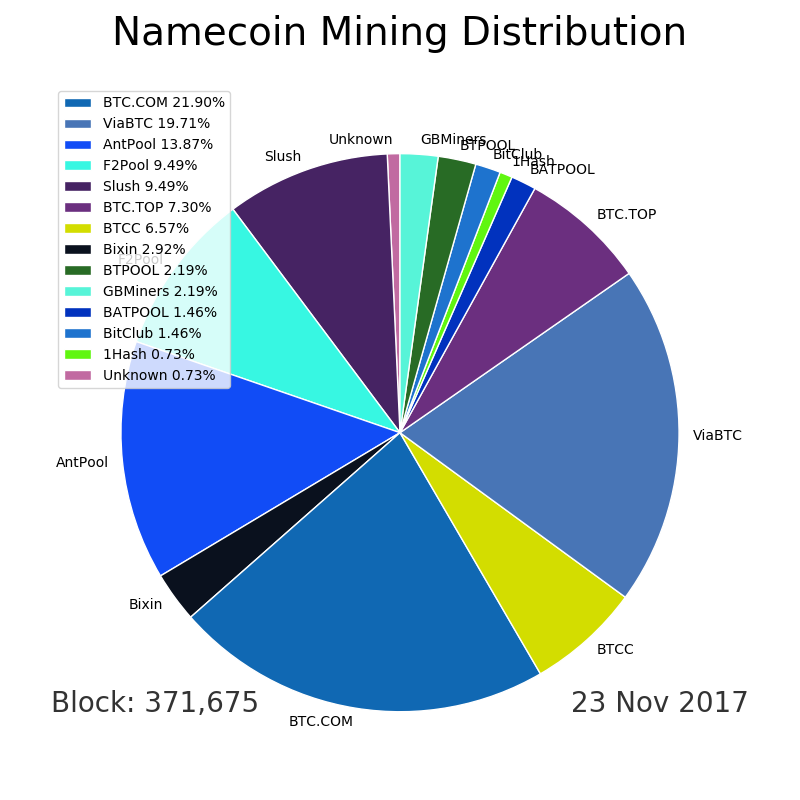 Namecoin Mining Distribution
BTC.COM 21.90%
ViaBTC 19.71%
AntPool 13.87%
F2Pool 9.49%
Slush 9.49%
BTC.TOP 7.30%
BTCC 6.57%
Bixin 2.92%
BTPOOL 2.19%
GBMiners 2.19%
BATPOOL 1.46%
BitClub 1.46%
1Hash 0.73%
Unknown 0.73%
Unknown
GBMiners
BTPOOL
BitClub
1Hash
BATPOOL
Slush
BTC.TOP
F2Pool
ViaBTC
AntPool
Bixin
BTCC
BTC.COM
Block: 371,675
23 Nov 2017